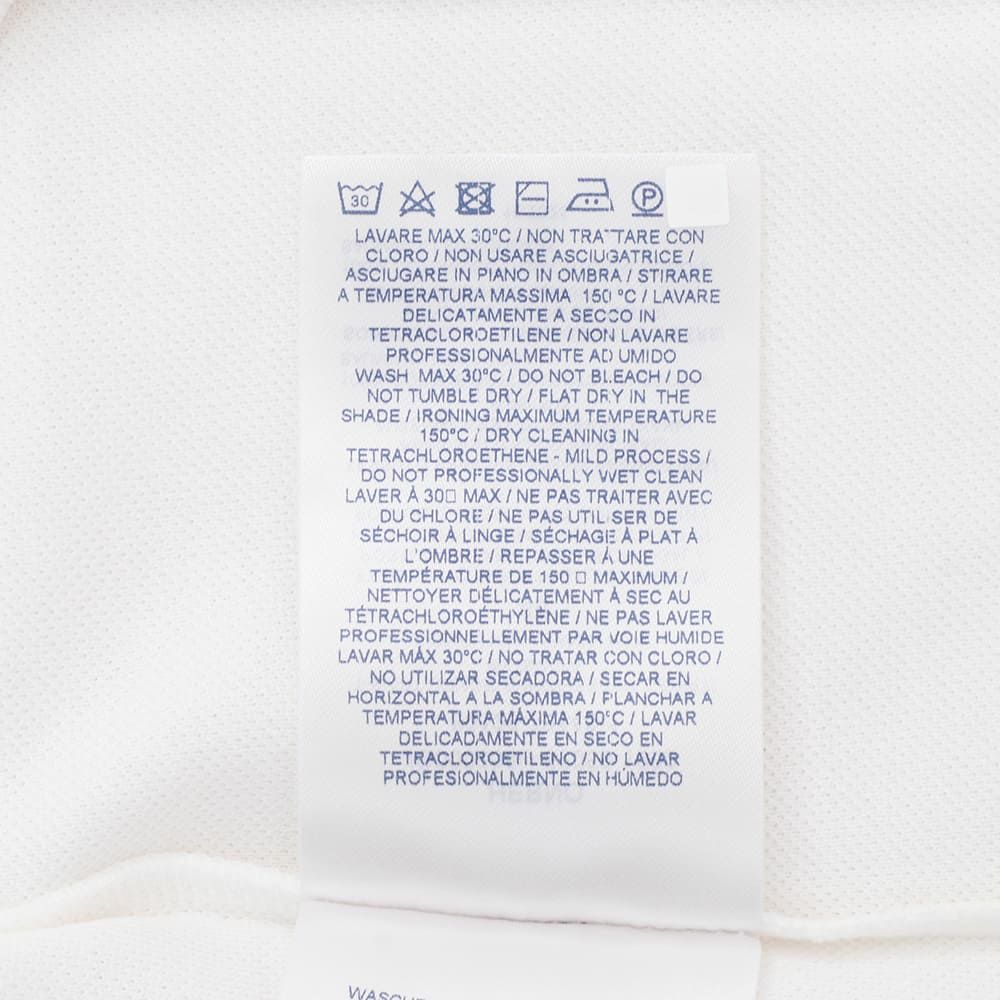 30
P
LAVARE MAX 30°C / NON TRATTARE CON
CLORO / NON USARE ASCIUGATRICE /
ASCIUGARE IN PIANO IN OMBRA / STIRARE
A TEMPERATURA MASSIMA 150 °C / LAVARE
DELICATAMENTE A SECCO IN
TETRACLOROETILENE / NON LAVARE
PROFESSIONALMENTE AD UMIDO
WASH MAX 30°C / DO NOT BLEACH / DO
NOT TUMBLE DRY / FLAT DRY IN THE
SHADE / IRONING MAXIMUM TEMPERATURE
150°C / DRY CLEANING IN
TETRACHLOROETHENE - MILD PROCESS /
DO NOT PROFESSIONALLY WET CLEAN
LAVER À 30□ MAX / NE PAS TRAITER AVEC
DU CHLORE / NE PAS UTILISER DE
SÉCHOIR À LINGE / SÉCHAGE À PLAT À
L'OMBRE / REPASSER À UNE
TEMPÉRATURE DE 150 □ MAXIMUM /
NETTOYER DÉLICATEMENT À SEC AU
TÉTRACHLOROÉTHYLÈNE / NE PAS LAVER
PROFESSIONNELLEMENT PAR VOIE HUMIDE
LAVAR MÁX 30°C / NO TRATAR CON CLORO /
NO UTILIZAR SECADORA / SECAR EN
HORIZONTAL A LA SOMBRA / PLANCHAR A
TEMPERATURA MÁXIMA 150°C / LAVAR
DELICADAMENTE EN SECO EN
TETRACLOROETILENO / NO LAVAR
PROFESIONALMENTE EN HÚMEDO